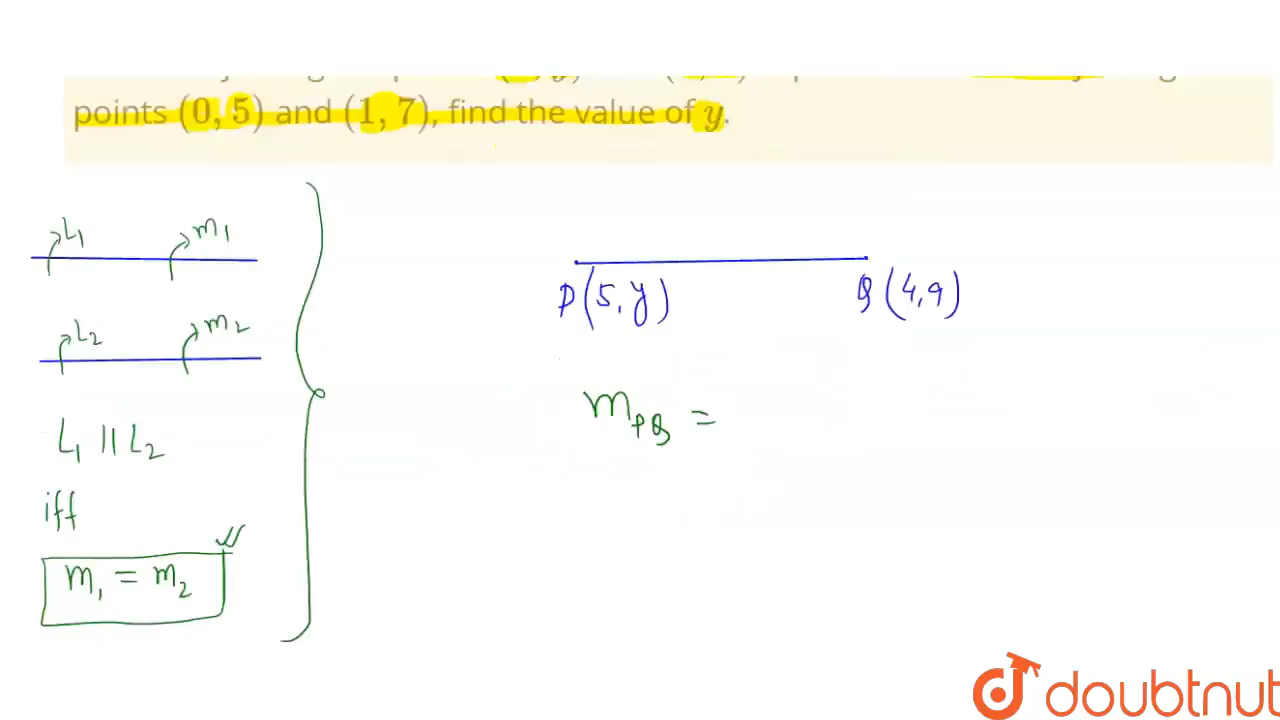 points (0, 5) and (1, 7), find the value of y.
L₁ m₁
L₂ m₂
L₁ || L₂
iff
m₁ = m₂
P(5, y) Q(4, 9)
m_PQ =
doubtnut